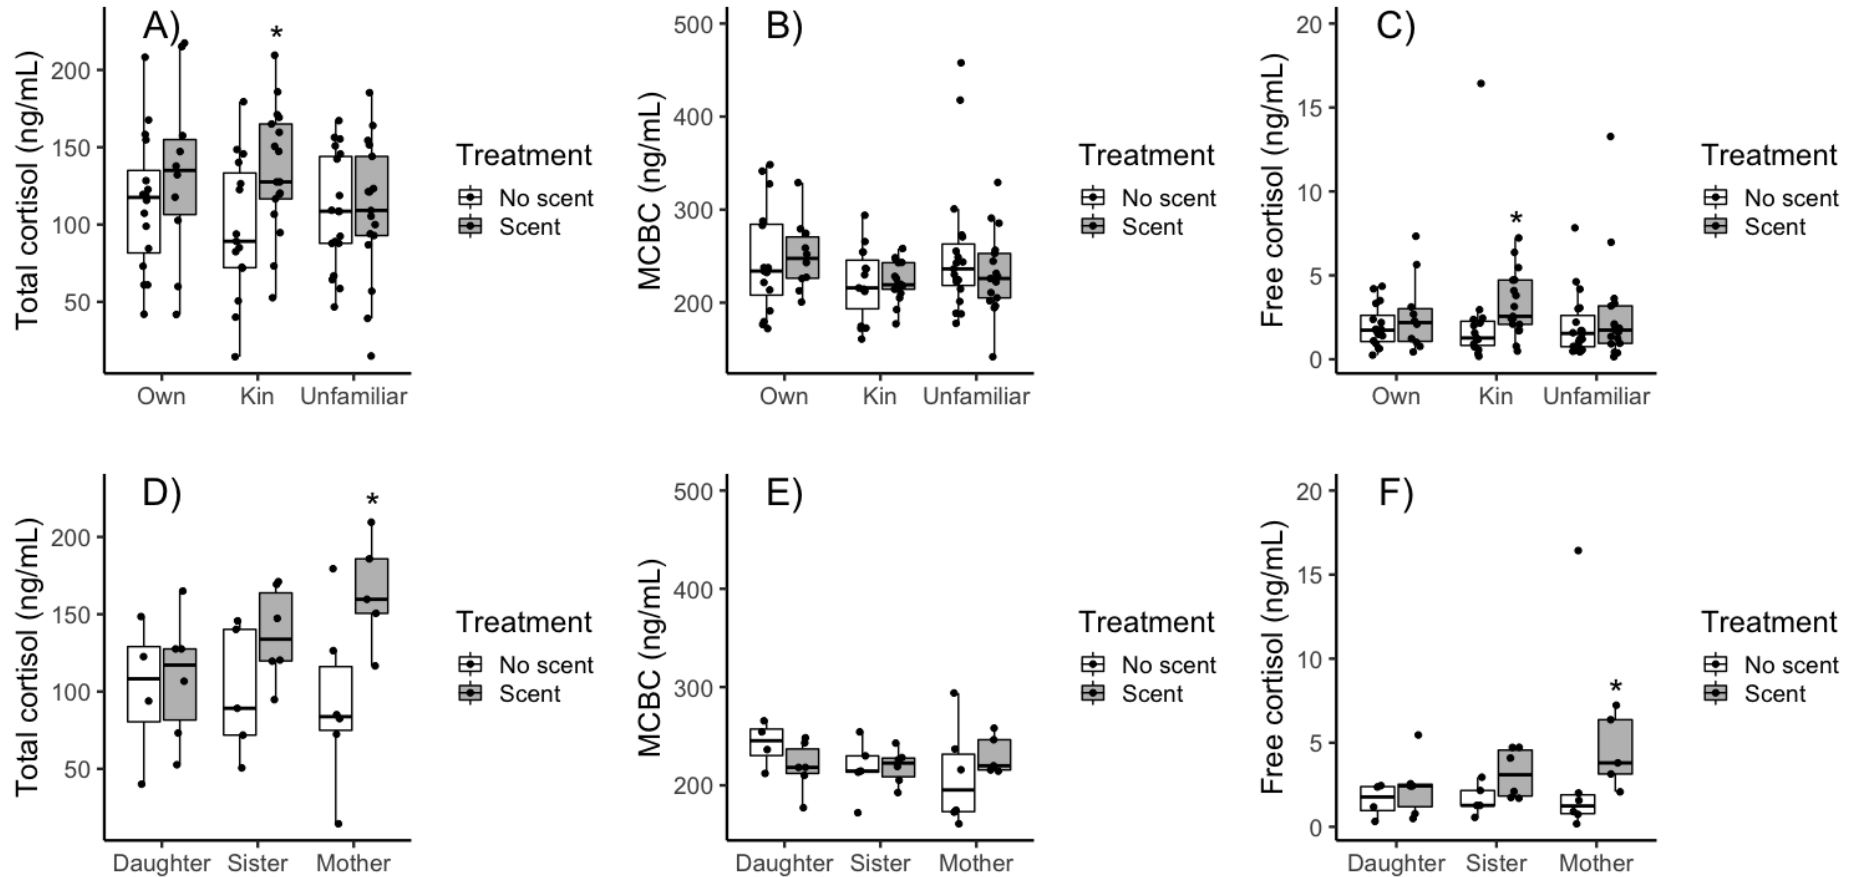 A)
*
Total cortisol (ng/mL)
200
150
100
50
Own Kin Unfamiliar
Treatment
No scent
Scent
B)
MCBC (ng/mL)
500
400
300
200
Own Kin Unfamiliar
Treatment
No scent
Scent
C)
*
Free cortisol (ng/mL)
20
15
10
5
0
Own Kin Unfamiliar
Treatment
No scent
Scent
D)
*
Total cortisol (ng/mL)
200
150
100
50
Daughter Sister Mother
Treatment
No scent
Scent
E)
MCBC (ng/mL)
500
400
300
200
Daughter Sister Mother
Treatment
No scent
Scent
F)
*
Free cortisol (ng/mL)
20
15
10
5
0
Daughter Sister Mother
Treatment
No scent
Scent